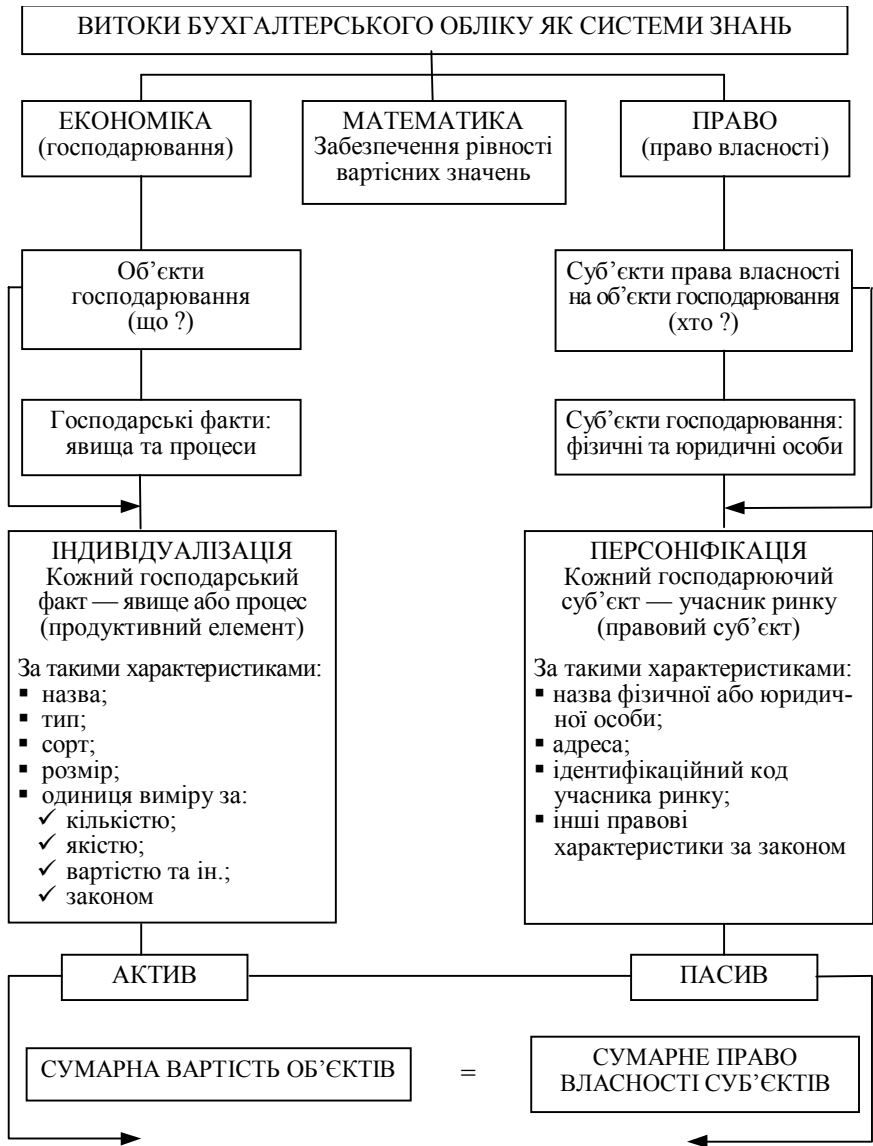 ВИТОКИ БУХГАЛТЕРСЬКОГО ОБЛІКУ ЯК СИСТЕМИ ЗНАНЬ
ЕКОНОМІКА
(господарювання)
МАТЕМАТИКА
Забезпечення рівності
вартісних значень
ПРАВО
(право власності)
Об’єкти
господарювання
(що ?)
Суб’єкти права власності
на об’єкти господарювання
(хто ?)
Господарські факти:
явища та процеси
Суб’єкти господарювання:
фізичні та юридичні особи
ІНДИВІДУАЛІЗАЦІЯ
Кожний господарський
факт — явище або процес
(продуктивний елемент)
За такими характеристиками:
▪ назва;
▪ тип;
▪ сорт;
▪ розмір;
▪ одиниця виміру за:
✓ кількістю;
✓ якістю;
✓ вартістю та ін.;
✓ законом
ПЕРСОНІФІКАЦІЯ
Кожний господарюючий
суб’єкт — учасник ринку
(правовий суб’єкт)
За такими характеристиками:
▪ назва фізичної або юридич-
ної особи;
▪ адреса;
▪ ідентифікаційний код
учасника ринку;
▪ інші правові
характеристики за законом
АКТИВ
ПАСИВ
СУМАРНА ВАРТІСТЬ ОБ’ЄКТІВ
=
СУМАРНЕ ПРАВО
ВЛАСНОСТІ СУБ’ЄКТІВ